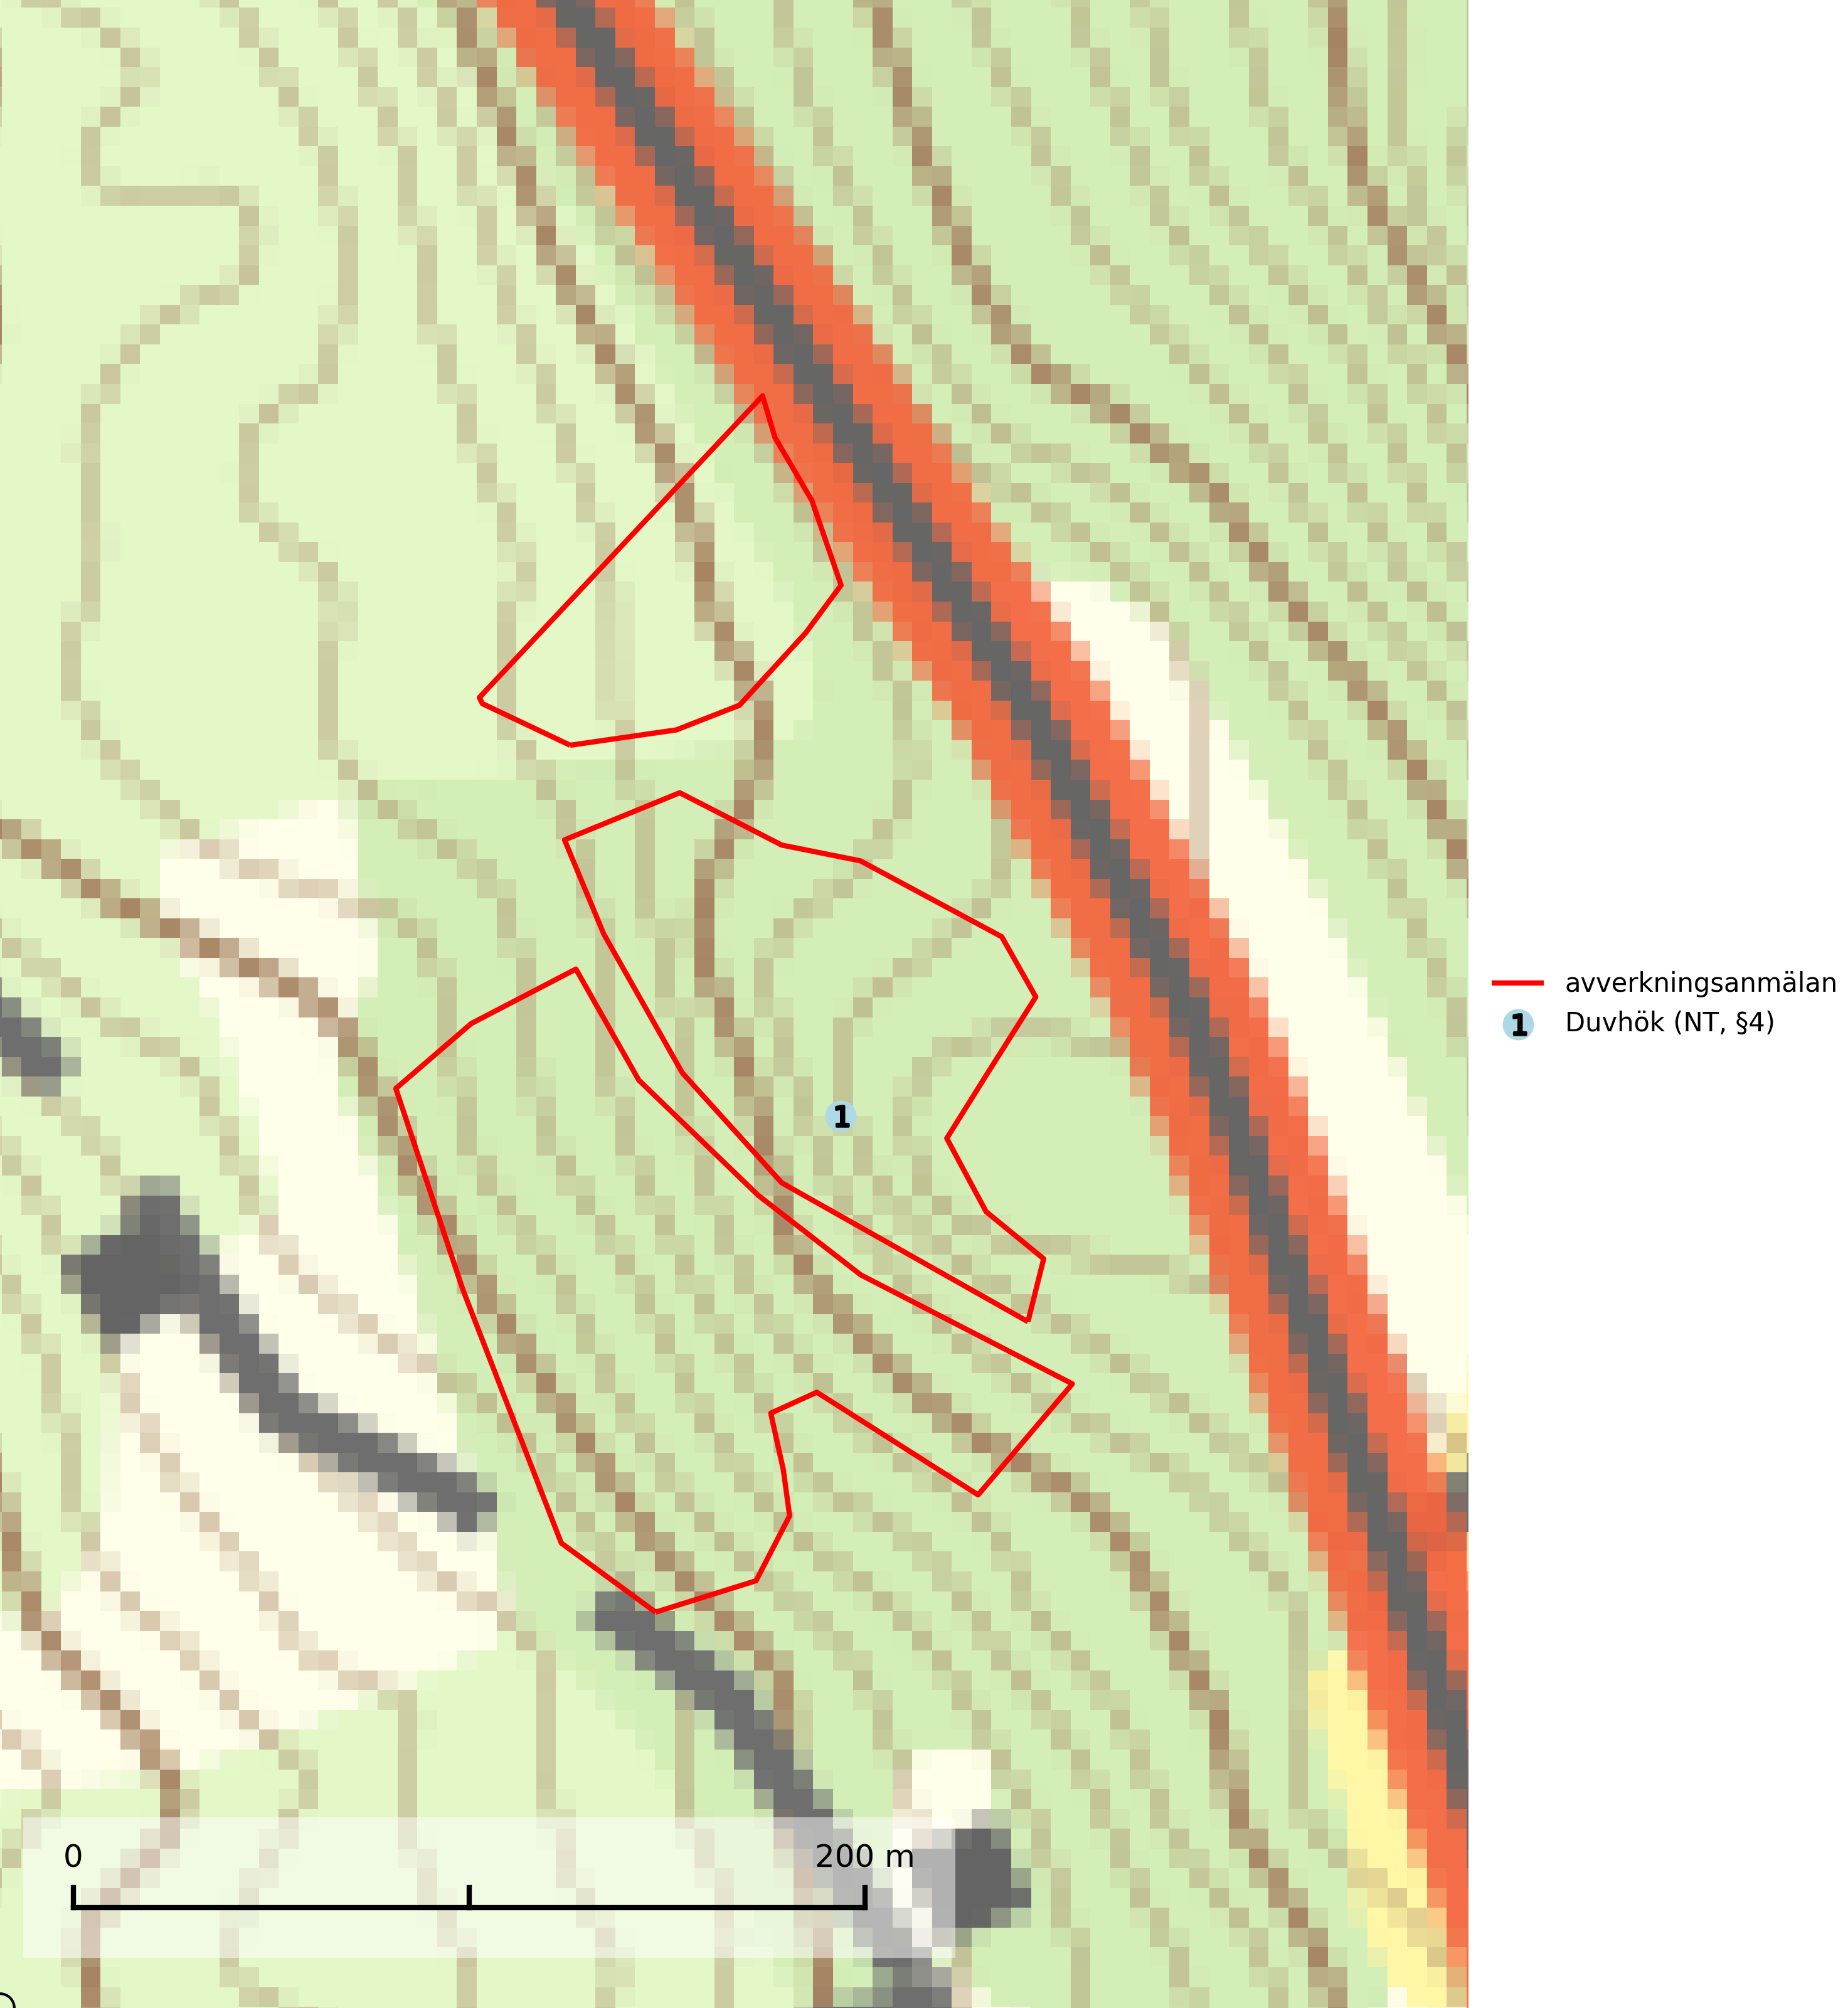 avverkningsanmälan
1 Duvhök (NT, §4)
1
0 200 m